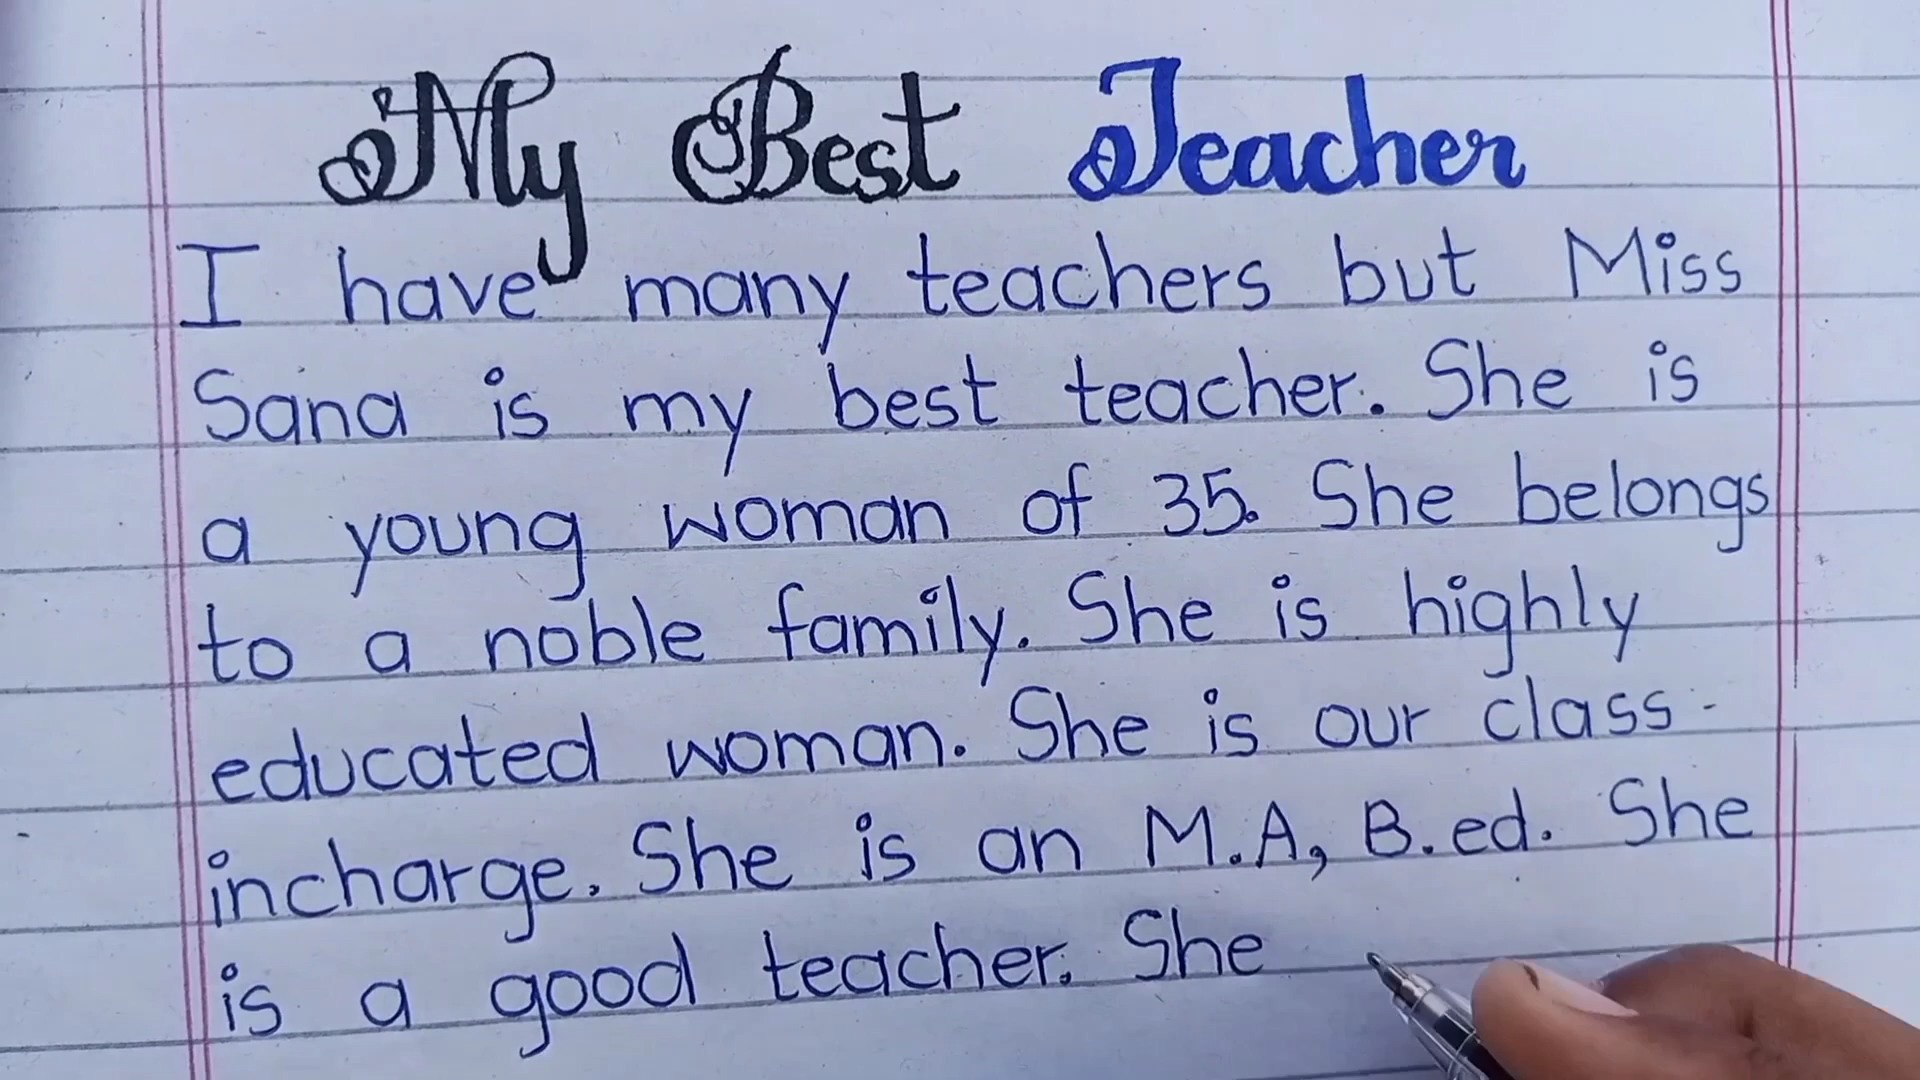 My Best Teacher
I have many teachers but Miss
Sana is my best teacher. She is
a young woman of 35. She belongs
to a noble family. She is highly
educated woman. She is our class-
incharge. She is an M.A, B.ed. She
is a good teacher. She